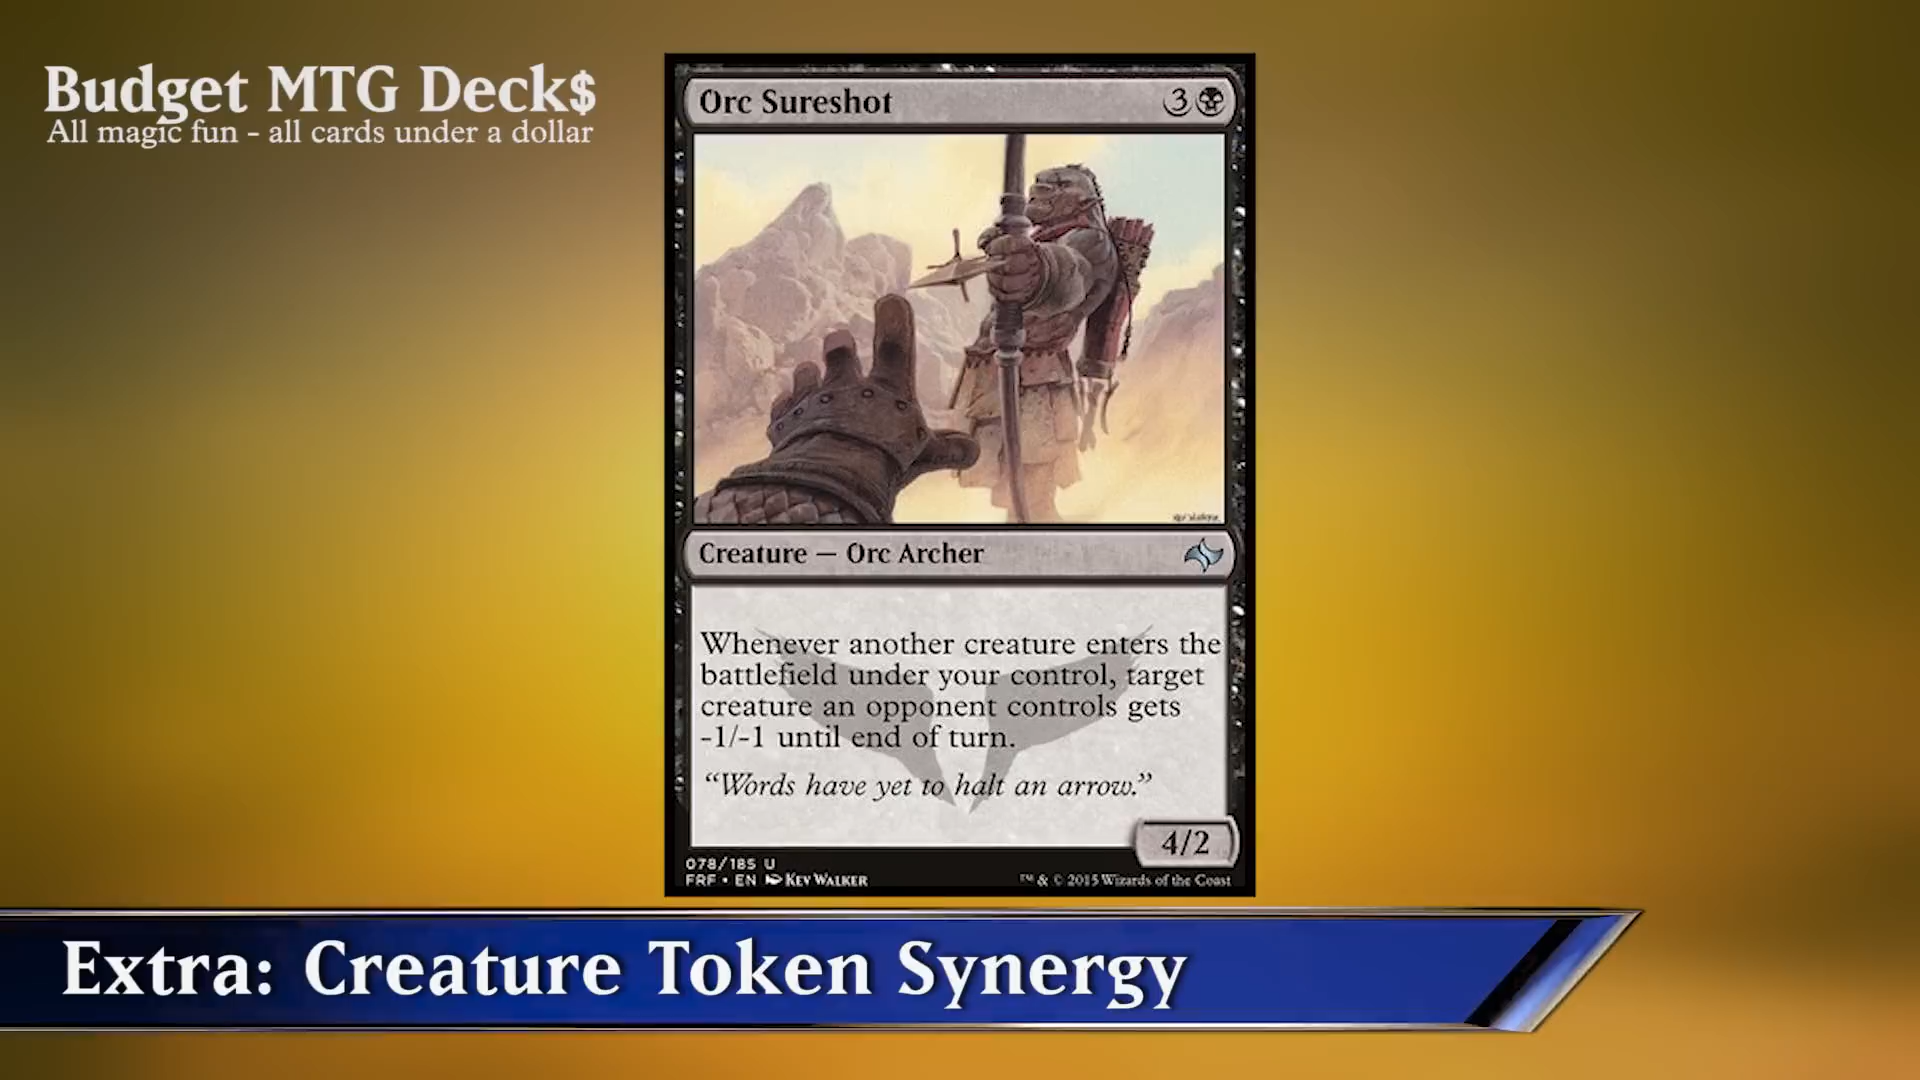 Budget MTG Deck$
All magic fun - all cards under a dollar
Orc Sureshot
3
Creature — Orc Archer
Whenever another creature enters the
battlefield under your control, target
creature an opponent controls gets
-1/-1 until end of turn.
“Words have yet to halt an arrow.”
4/2
078/185 U
FRF • EN Kev Walker
™ & © 2015 Wizards of the Coast
Extra: Creature Token Synergy